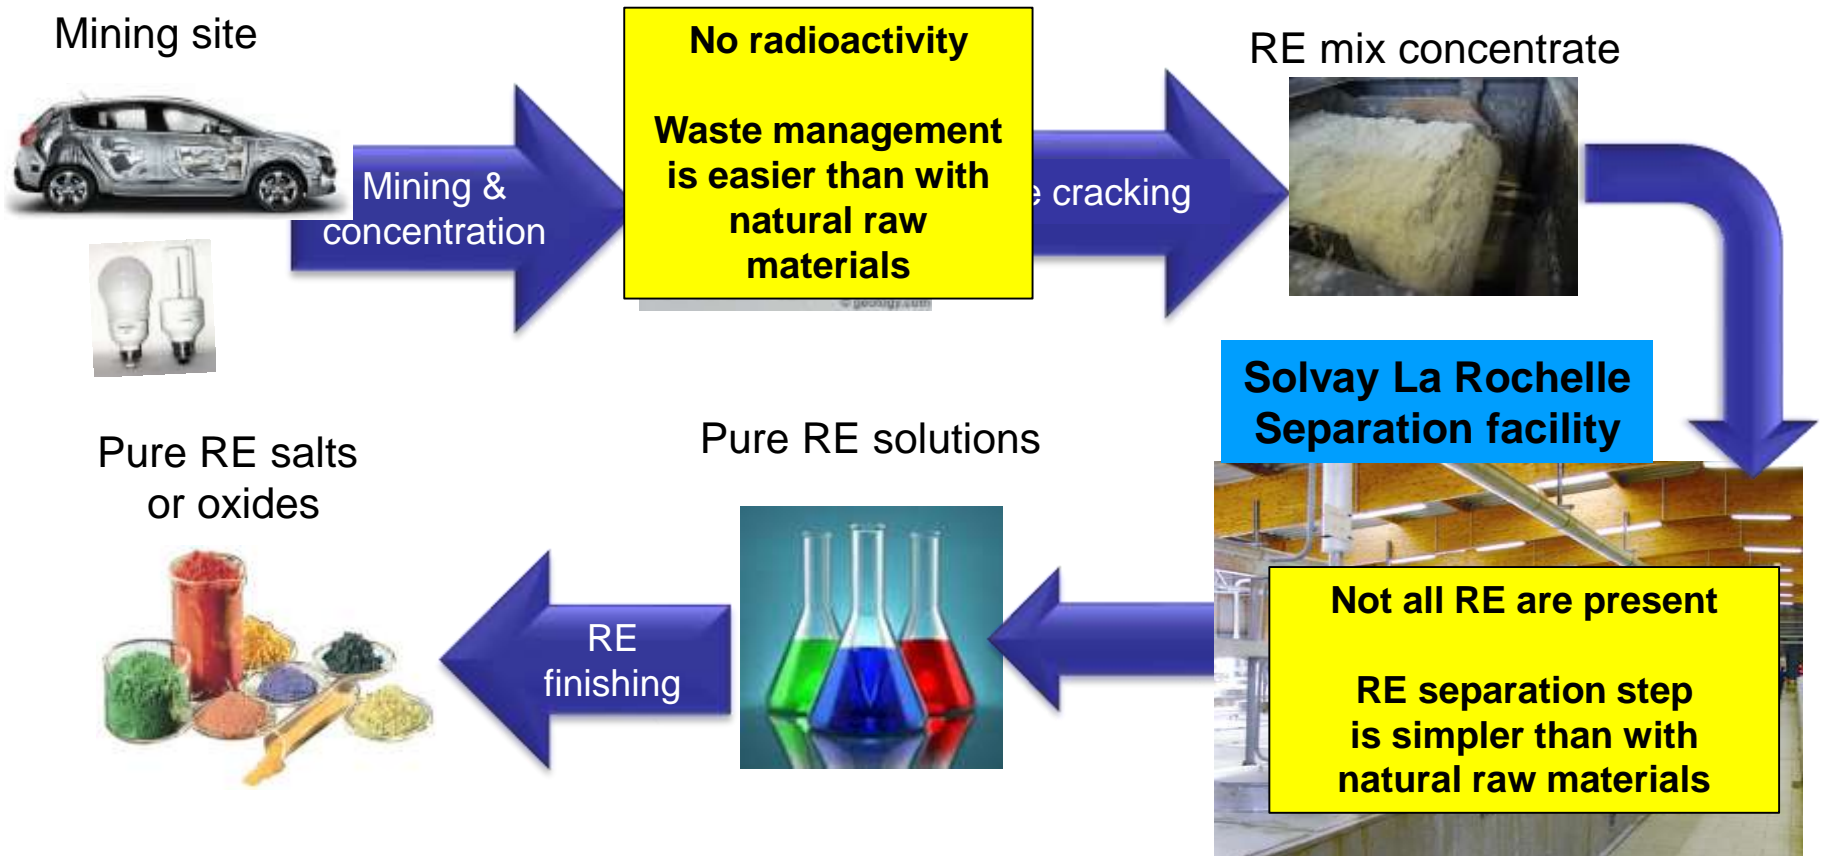 Mining site
No radioactivity
Waste management
is easier than with
natural raw
materials
RE mix concentrate
Mining &
concentration
cracking
© geology.com
Solvay La Rochelle
Separation facility
Pure RE solutions
Pure RE salts
or oxides
Not all RE are present
RE separation step
is simpler than with
natural raw materials
RE
finishing